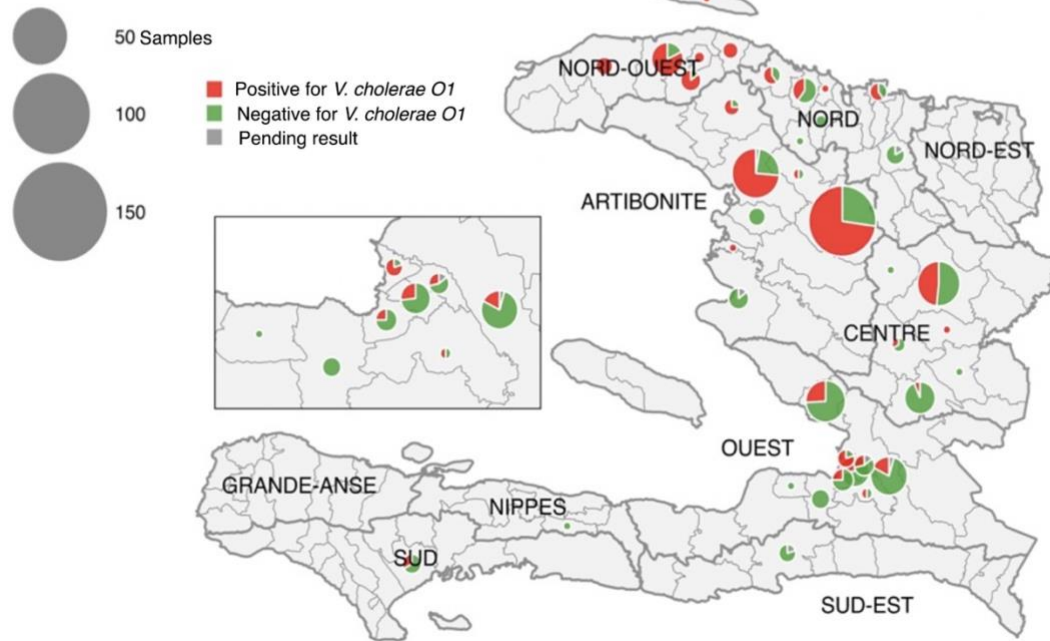 50 Samples
100
150
Positive for V. cholerae O1
Negative for V. cholerae O1
Pending result
NORD-OUEST
NORD
NORD-EST
ARTIBONITE
CENTRE
OUEST
GRANDE-ANSE
NIPPES
SUD
SUD-EST